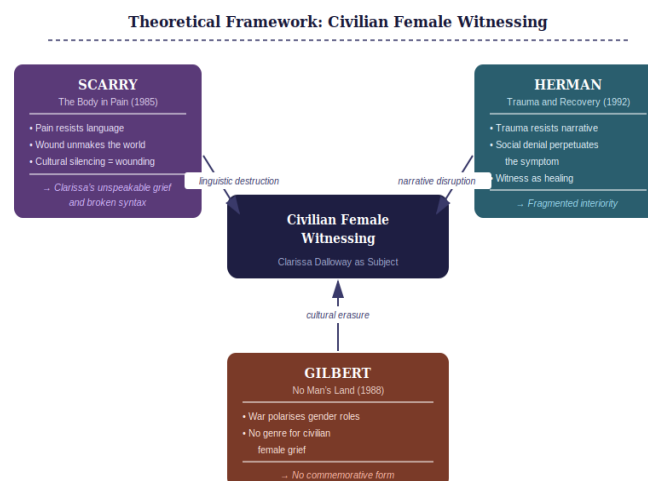 Theoretical Framework: Civilian Female Witnessing
SCARRY
The Body in Pain (1985)
• Pain resists language
• Wound unmakes the world
• Cultural silencing = wounding
→ Clarissa's unspeakable grief
and broken syntax
HERMAN
Trauma and Recovery (1992)
• Trauma resists narrative
• Social denial perpetuates
the symptom
• Witness as healing
→ Fragmented interiority
linguistic destruction
narrative disruption
Civilian Female
Witnessing
Clarissa Dalloway as Subject
cultural erasure
GILBERT
No Man's Land (1988)
• War polarises gender roles
• No genre for civilian
female grief
→ No commemorative form